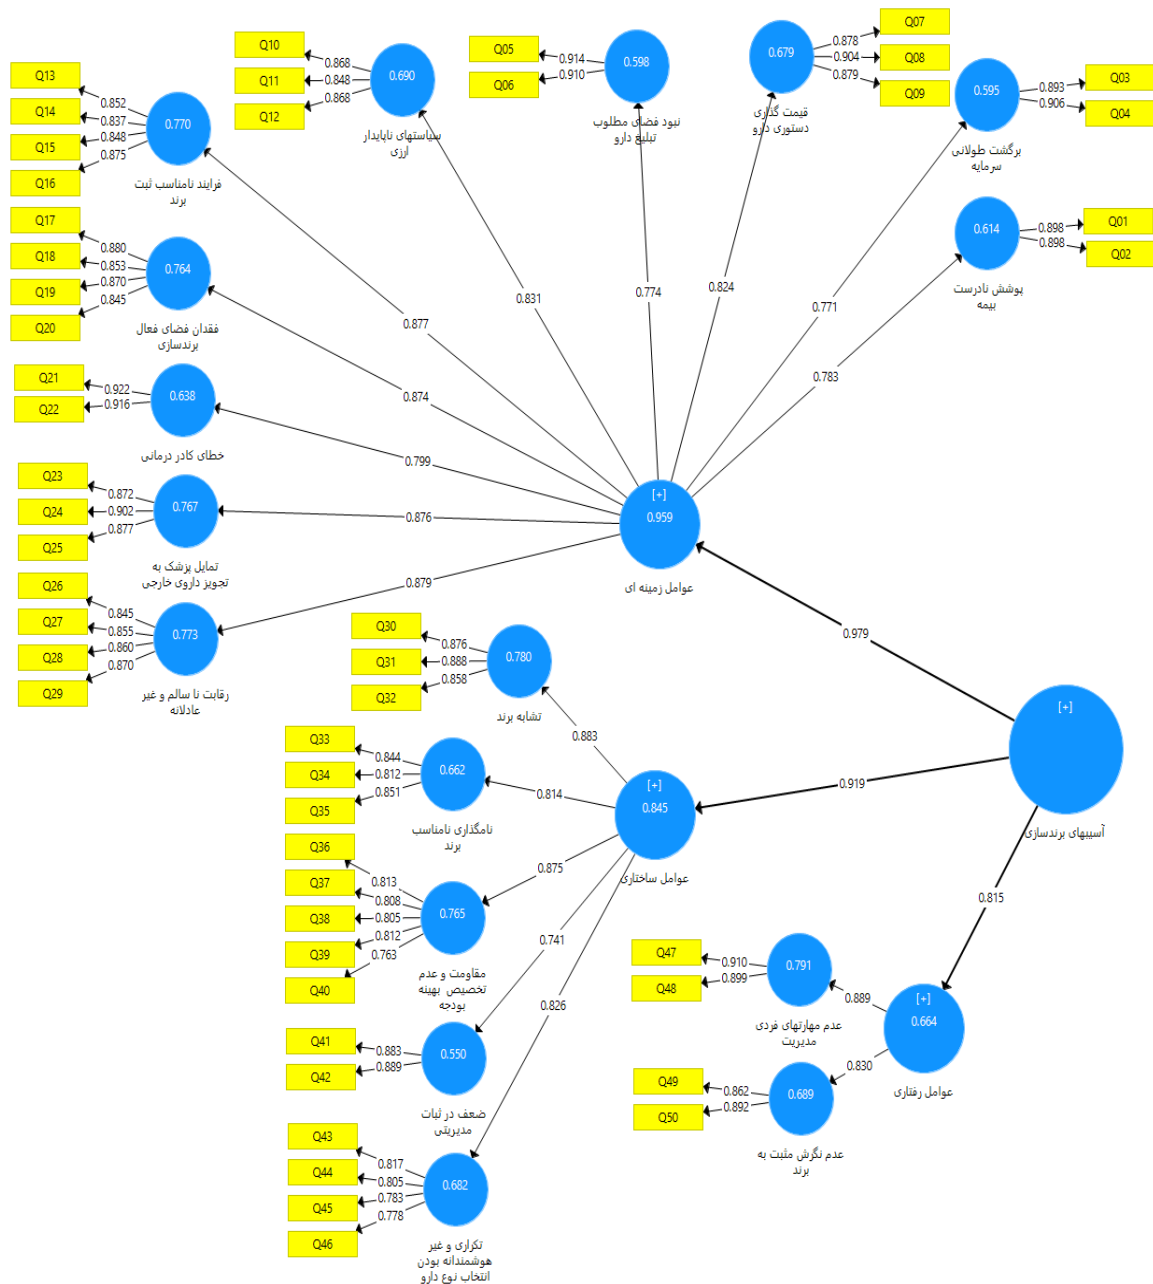 Q10
Q11
Q12
0.868
0.848
0.868
0.690
سیاستهای ناپایدار
ارزی
Q05
Q06
0.914
0.910
0.598
نبود فضای مطلوب
تبلیغ دارو
Q07
Q08
Q09
0.878
0.904
0.879
0.679
قیمت گذاری
دستوری دارو
Q03
Q04
0.893
0.906
0.595
برگشت طولانی
سرمایه
Q01
Q02
0.898
0.898
0.614
پوشش نادرست
بیمه
Q13
Q14
Q15
Q16
0.852
0.837
0.848
0.875
0.770
فرایند نامناسب ثبت
برند
Q17
Q18
Q19
Q20
0.880
0.853
0.870
0.845
0.764
فقدان فضای فعال
برندسازی
Q21
Q22
0.922
0.916
0.638
خطای کادر درمانی
Q23
Q24
Q25
0.872
0.902
0.877
0.767
تمایل پزشک به
تجویز داروی خارجی
Q26
Q27
Q28
Q29
0.845
0.855
0.860
0.870
0.773
رقابت نا سالم و غیر
عادلانه
0.877
0.831
0.774
0.824
0.771
0.783
0.874
0.799
0.876
0.879
[+]
0.959
عوامل زمینه ای
0.979
[+]
آسیبهای برندسازی
0.919
0.815
Q30
Q31
Q32
0.876
0.888
0.858
0.780
تشابه برند
0.883
Q33
Q34
Q35
0.844
0.812
0.851
0.662
نامگذاری نامناسب
برند
0.814
[+]
0.845
عوامل ساختاری
Q36
Q37
Q38
Q39
Q40
0.813
0.808
0.805
0.812
0.763
0.765
مقاومت و عدم
تخصیص بهینه
بودجه
0.875
0.741
0.826
Q41
Q42
0.883
0.889
0.550
ضعف در ثبات
مدیریتی
Q43
Q44
Q45
Q46
0.817
0.805
0.783
0.778
0.682
تکراری و غیر
هوشمندانه بودن
انتخاب نوع دارو
Q47
Q48
0.910
0.899
0.791
عدم مهارتهای فردی
مدیریت
0.889
0.830
[+]
0.664
عوامل رفتاری
Q49
Q50
0.862
0.892
0.689
عدم نگرش مثبت به
برند